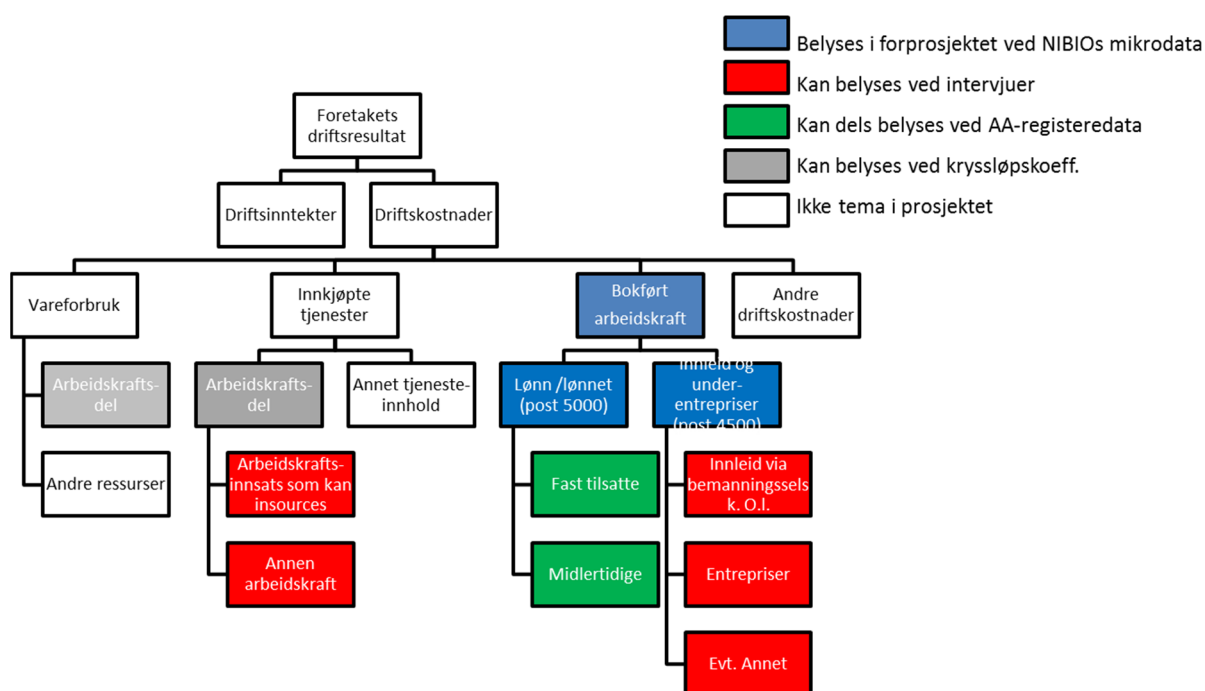 Belyses i forprosjektet ved NIBIOs mikrodata
Kan belyses ved intervjuer
Kan dels belyses ved AA-registeredata
Kan belyses ved kryssløpskoeff.
Ikke tema i prosjektet
Foretakets
driftsresultat
Driftsinntekter
Driftskostnader
Vareforbruk
Innkjøpte
tjenester
Bokført
arbeidskraft
Andre
driftskostnader
Arbeidskrafts-
del
Arbeidskrafts-
del
Annet tjeneste-
innhold
Lønn /lønnet
(post 5000)
Innleid og
under-
entrepriser
(post 4500)
Andre ressurser
Arbeidskrafts-
innsats som kan
insources
Fast tilsatte
Innleid via
bemanningssels
k. O.l.
Annen
arbeidskraft
Midlertidige
Entrepriser
Evt. Annet